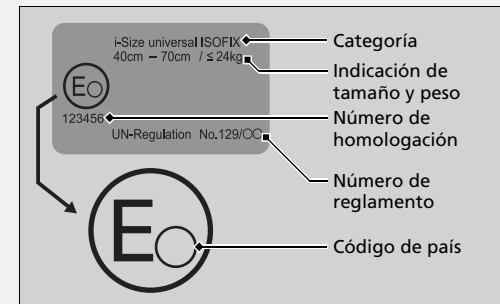 i-Size universal ISOFIX
40cm – 70cm / ≤ 24kg
E
123456
UN-Regulation No.129/○○
E
Categoría
Indicación de
tamaño y peso
Número de
homologación
Número de
reglamento
Código de país